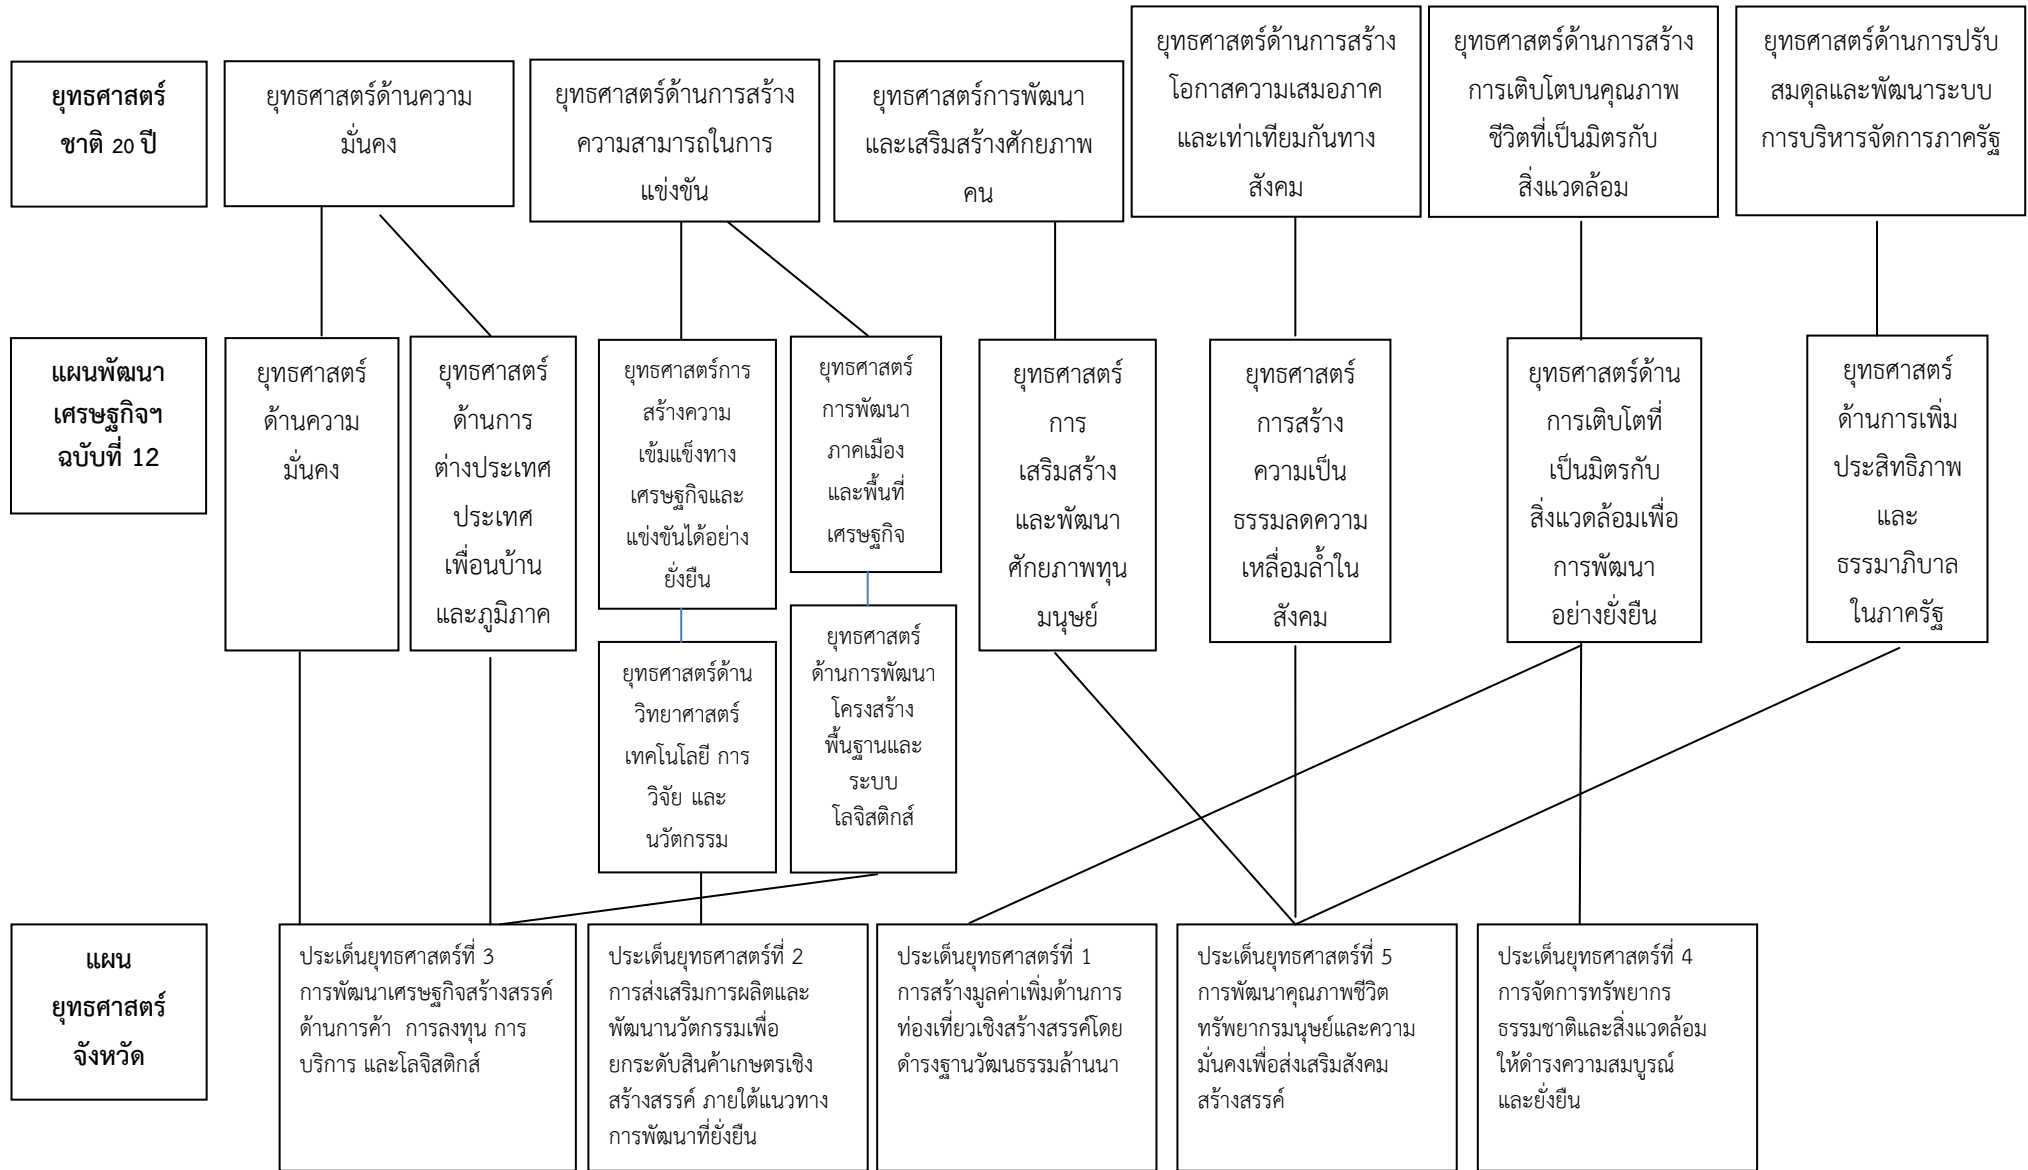 ยุทธศาสตร์
ชาติ 20 ปี
ยุทธศาสตร์ด้านความ
มั่นคง
ยุทธศาสตร์ด้านการสร้าง
ความสามารถในการ
แข่งขัน
ยุทธศาสตร์การพัฒนา
และเสริมสร้างศักยภาพ
คน
ยุทธศาสตร์ด้านการสร้าง
โอกาสความเสมอภาค
และเท่าเทียมกันทาง
สังคม
ยุทธศาสตร์ด้านการสร้าง
การเติบโตบนคุณภาพ
ชีวิตที่เป็นมิตรกับ
สิ่งแวดล้อม
ยุทธศาสตร์ด้านการปรับ
สมดุลและพัฒนาระบบ
การบริหารจัดการภาครัฐ
แผนพัฒนา
เศรษฐกิจฯ
ฉบับที่ 12
ยุทธศาสตร์
ด้านความ
มั่นคง
ยุทธศาสตร์
ด้านการ
ต่างประเทศ
ประเทศ
เพื่อนบ้าน
และภูมิภาค
ยุทธศาสตร์การ
สร้างความ
เข้มแข็งทาง
เศรษฐกิจและ
แข่งขันได้อย่าง
ยั่งยืน
ยุทธศาสตร์
การพัฒนา
ภาคเมือง
และพื้นที่
เศรษฐกิจ
ยุทธศาสตร์
การ
เสริมสร้าง
และพัฒนา
ศักยภาพทุน
มนุษย์
ยุทธศาสตร์
การสร้าง
ความเป็น
ธรรมลดความ
เหลื่อมล้ำใน
สังคม
ยุทธศาสตร์ด้าน
การเติบโตที่
เป็นมิตรกับ
สิ่งแวดล้อมเพื่อ
การพัฒนา
อย่างยั่งยืน
ยุทธศาสตร์
ด้านการเพิ่ม
ประสิทธิภาพ
และ
ธรรมาภิบาล
ในภาครัฐ
ยุทธศาสตร์ด้าน
วิทยาศาสตร์
เทคโนโลยี การ
วิจัย และ
นวัตกรรม
ยุทธศาสตร์
ด้านการพัฒนา
โครงสร้าง
พื้นฐานและ
ระบบ
โลจิสติกส์
แผน
ยุทธศาสตร์
จังหวัด
ประเด็นยุทธศาสตร์ที่ 3
การพัฒนาเศรษฐกิจสร้างสรรค์
ด้านการค้า การลงทุน การ
บริการ และโลจิสติกส์
ประเด็นยุทธศาสตร์ที่ 2
การส่งเสริมการผลิตและ
พัฒนานวัตกรรมเพื่อ
ยกระดับสินค้าเกษตรเชิง
สร้างสรรค์ ภายใต้แนวทาง
การพัฒนาที่ยั่งยืน
ประเด็นยุทธศาสตร์ที่ 1
การสร้างมูลค่าเพิ่มด้านการ
ท่องเที่ยวเชิงสร้างสรรค์โดย
ดำรงฐานวัฒนธรรมล้านนา
ประเด็นยุทธศาสตร์ที่ 5
การพัฒนาคุณภาพชีวิต
ทรัพยากรมนุษย์และความ
มั่นคงเพื่อส่งเสริมสังคม
สร้างสรรค์
ประเด็นยุทธศาสตร์ที่ 4
การจัดการทรัพยากร
ธรรมชาติและสิ่งแวดล้อม
ให้ดำรงความสมบูรณ์
และยั่งยืน